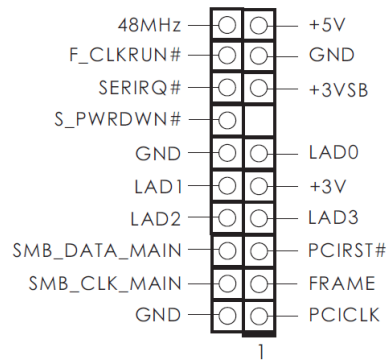 48MHz +5V
F_CLKRUN# GND
SERIRQ# +3VSB
S_PWRDWN#
GND LAD0
LAD1 +3V
LAD2 LAD3
SMB_DATA_MAIN PCIRST#
SMB_CLK_MAIN FRAME
GND PCICLK
1